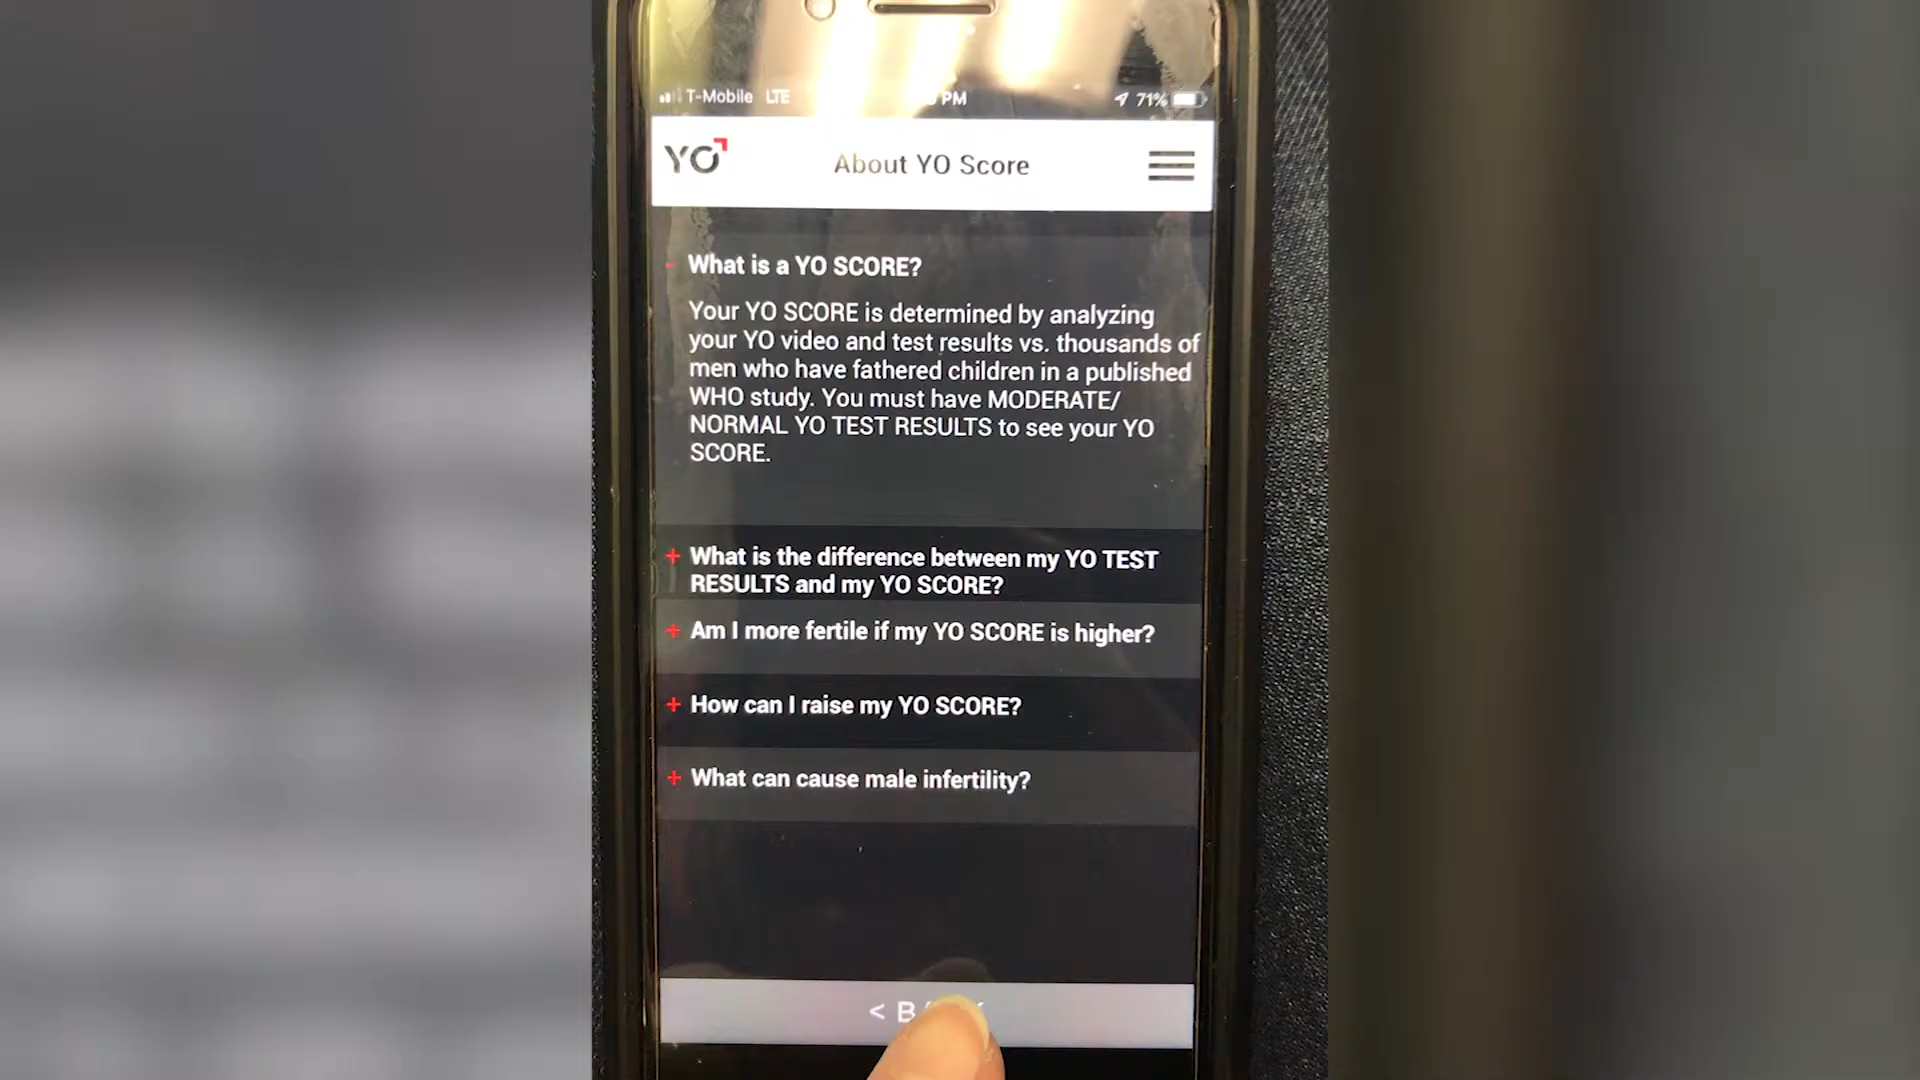 T-Mobile LTE PM 71%
YO About YO Score
- What is a YO SCORE?
Your YO SCORE is determined by analyzing
your YO video and test results vs. thousands of
men who have fathered children in a published
WHO study. You must have MODERATE/
NORMAL YO TEST RESULTS to see your YO
SCORE.
+ What is the difference between my YO TEST
RESULTS and my YO SCORE?
+ Am I more fertile if my YO SCORE is higher?
+ How can I raise my YO SCORE?
+ What can cause male infertility?
<